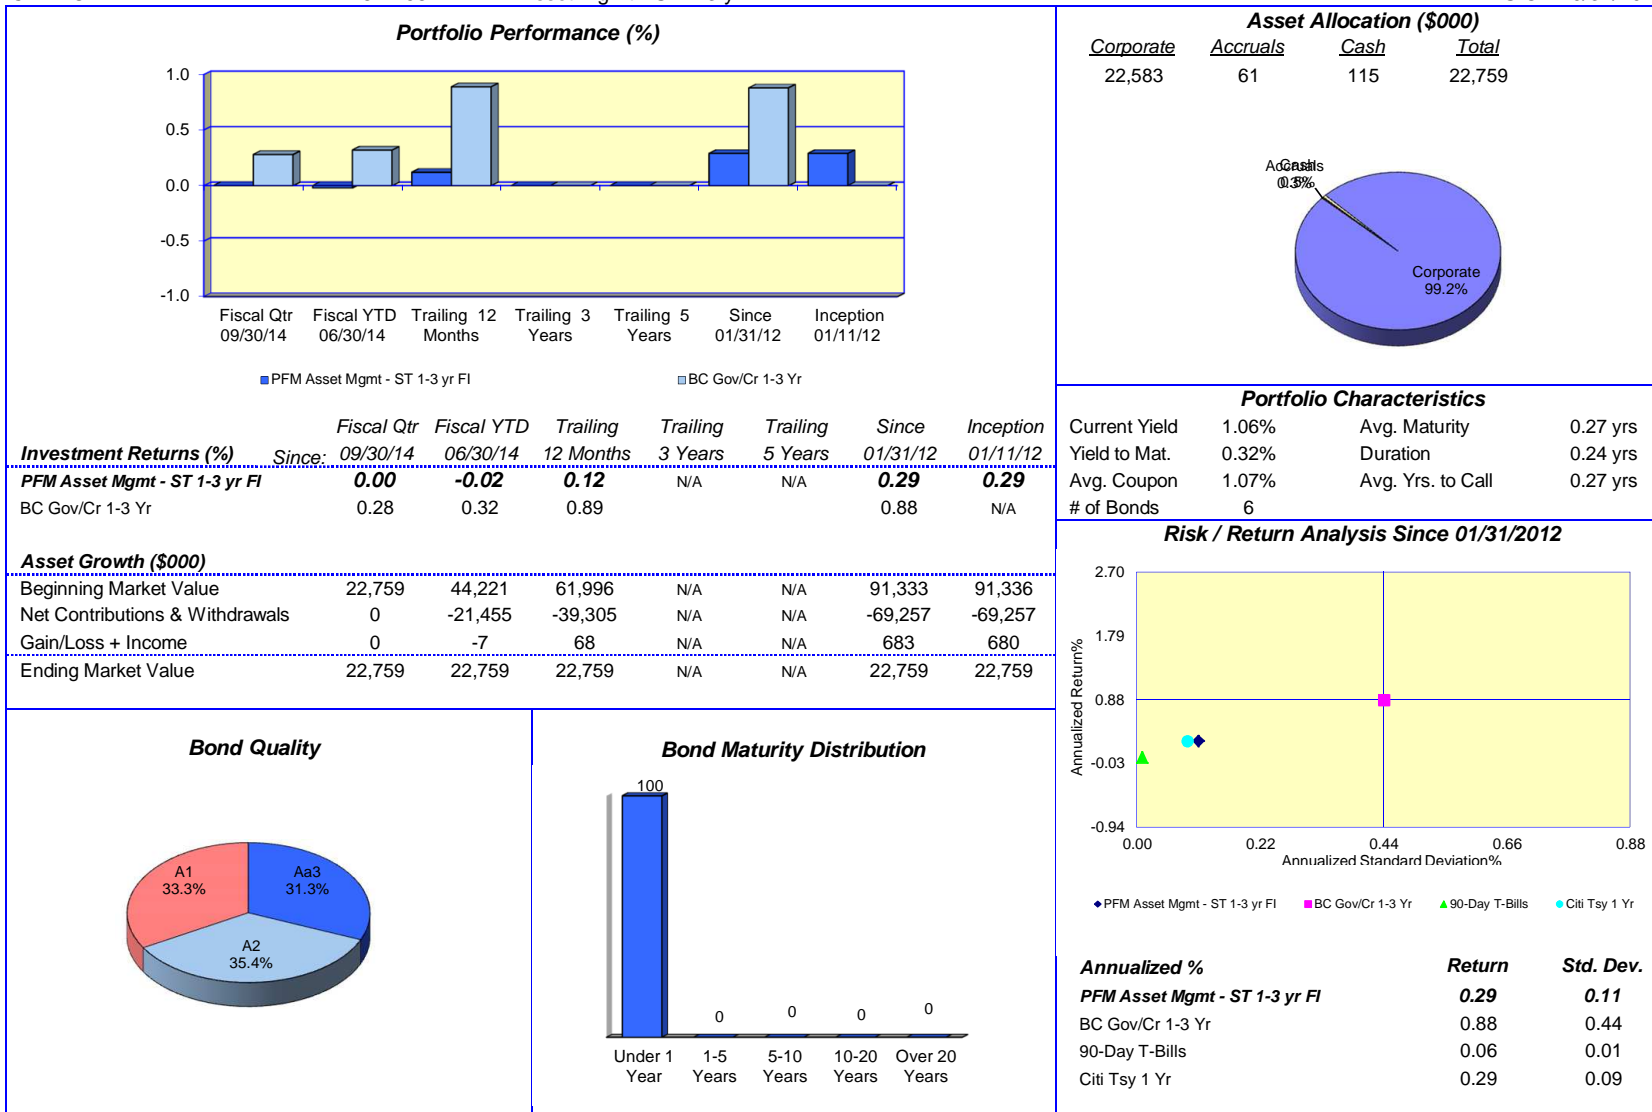 Portfolio Performance (%)
1.0
0.5
0.0
-0.5
-1.0
Fiscal Qtr Fiscal YTD Trailing 12 Trailing 3 Trailing 5 Since Inception
09/30/14 06/30/14 Months Years Years 01/31/12 01/11/12
PFM Asset Mgmt - ST 1-3 yr FI BC Gov/Cr 1-3 Yr
Fiscal Qtr Fiscal YTD Trailing Trailing Trailing Since Inception
Investment Returns (%) Since: 09/30/14 06/30/14 12 Months 3 Years 5 Years 01/31/12 01/11/12
PFM Asset Mgmt - ST 1-3 yr FI 0.00 -0.02 0.12 N/A N/A 0.29 0.29
BC Gov/Cr 1-3 Yr 0.28 0.32 0.89 0.88 N/A
Asset Growth ($000)
Beginning Market Value 22,759 44,221 61,996 N/A N/A 91,333 91,336
Net Contributions & Withdrawals 0 -21,455 -39,305 N/A N/A -69,257 -69,257
Gain/Loss + Income 0 -7 68 N/A N/A 683 680
Ending Market Value 22,759 22,759 22,759 N/A N/A 22,759 22,759
Asset Allocation ($000)
Corporate Accruals Cash Total
22,583 61 115 22,759
Cash
Accruals
0.5%
0.3%
Corporate
99.2%
Portfolio Characteristics
Current Yield 1.06% Avg. Maturity 0.27 yrs
Yield to Mat. 0.32% Duration 0.24 yrs
Avg. Coupon 1.07% Avg. Yrs. to Call 0.27 yrs
# of Bonds 6
Risk / Return Analysis Since 01/31/2012
Annualized Return%
2.70
1.79
0.88
-0.03
-0.94
0.00 0.22 0.44 0.66 0.88
Annualized Standard Deviation%
PFM Asset Mgmt - ST 1-3 yr FI BC Gov/Cr 1-3 Yr 90-Day T-Bills Citi Tsy 1 Yr
Annualized % Return Std. Dev.
PFM Asset Mgmt - ST 1-3 yr FI 0.29 0.11
BC Gov/Cr 1-3 Yr 0.88 0.44
90-Day T-Bills 0.06 0.01
Citi Tsy 1 Yr 0.29 0.09
Bond Quality
A1
33.3%
Aa3
31.3%
A2
35.4%
Bond Maturity Distribution
100
0 0 0 0
Under 1 1-5 5-10 10-20 Over 20
Year Years Years Years Years